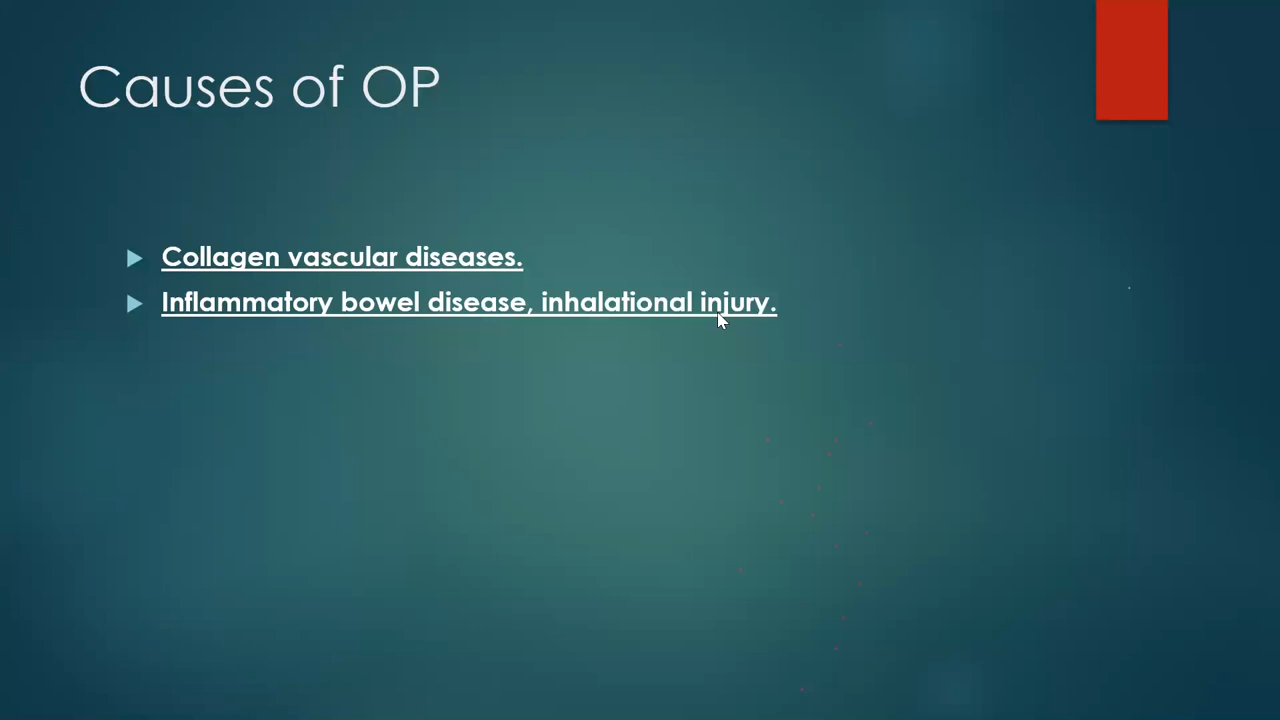 Causes of OP
Collagen vascular diseases.
Inflammatory bowel disease, inhalational injury.